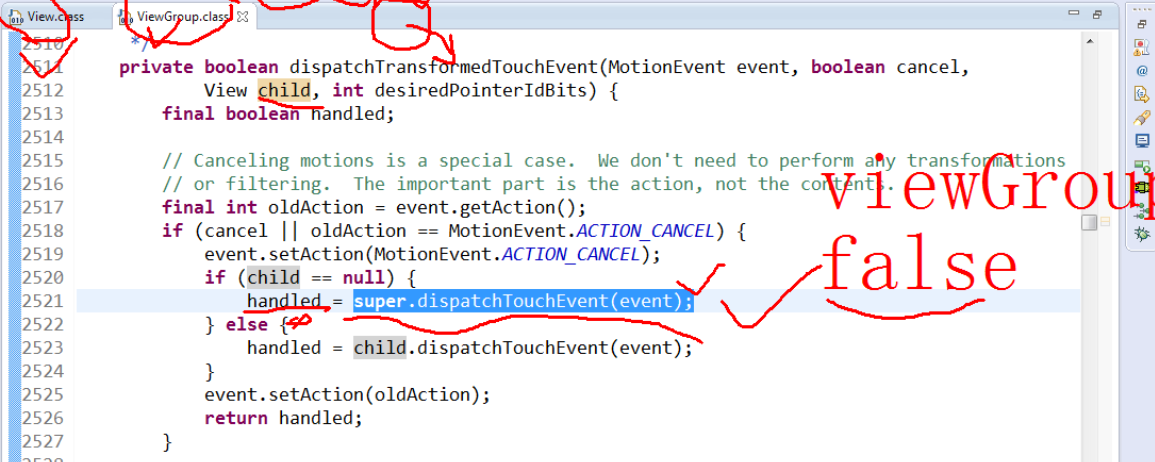 View.class ViewGroup.class
2510 */
2511 private boolean dispatchTransformedTouchEvent(MotionEvent event, boolean cancel,
2512 View child, int desiredPointerIdBits) {
2513 final boolean handled;
2514
2515 // Canceling motions is a special case.  We don't need to perform any transformations
2516 // or filtering.  The important part is the action, not the contents.
2517 final int oldAction = event.getAction();
2518 if (cancel || oldAction == MotionEvent.ACTION_CANCEL) {
2519 event.setAction(MotionEvent.ACTION_CANCEL);
2520 if (child == null) {
2521 handled = super.dispatchTouchEvent(event);
2522 } else {
2523 handled = child.dispatchTouchEvent(event);
2524 }
2525 event.setAction(oldAction);
2526 return handled;
2527 }
viewGroup
false